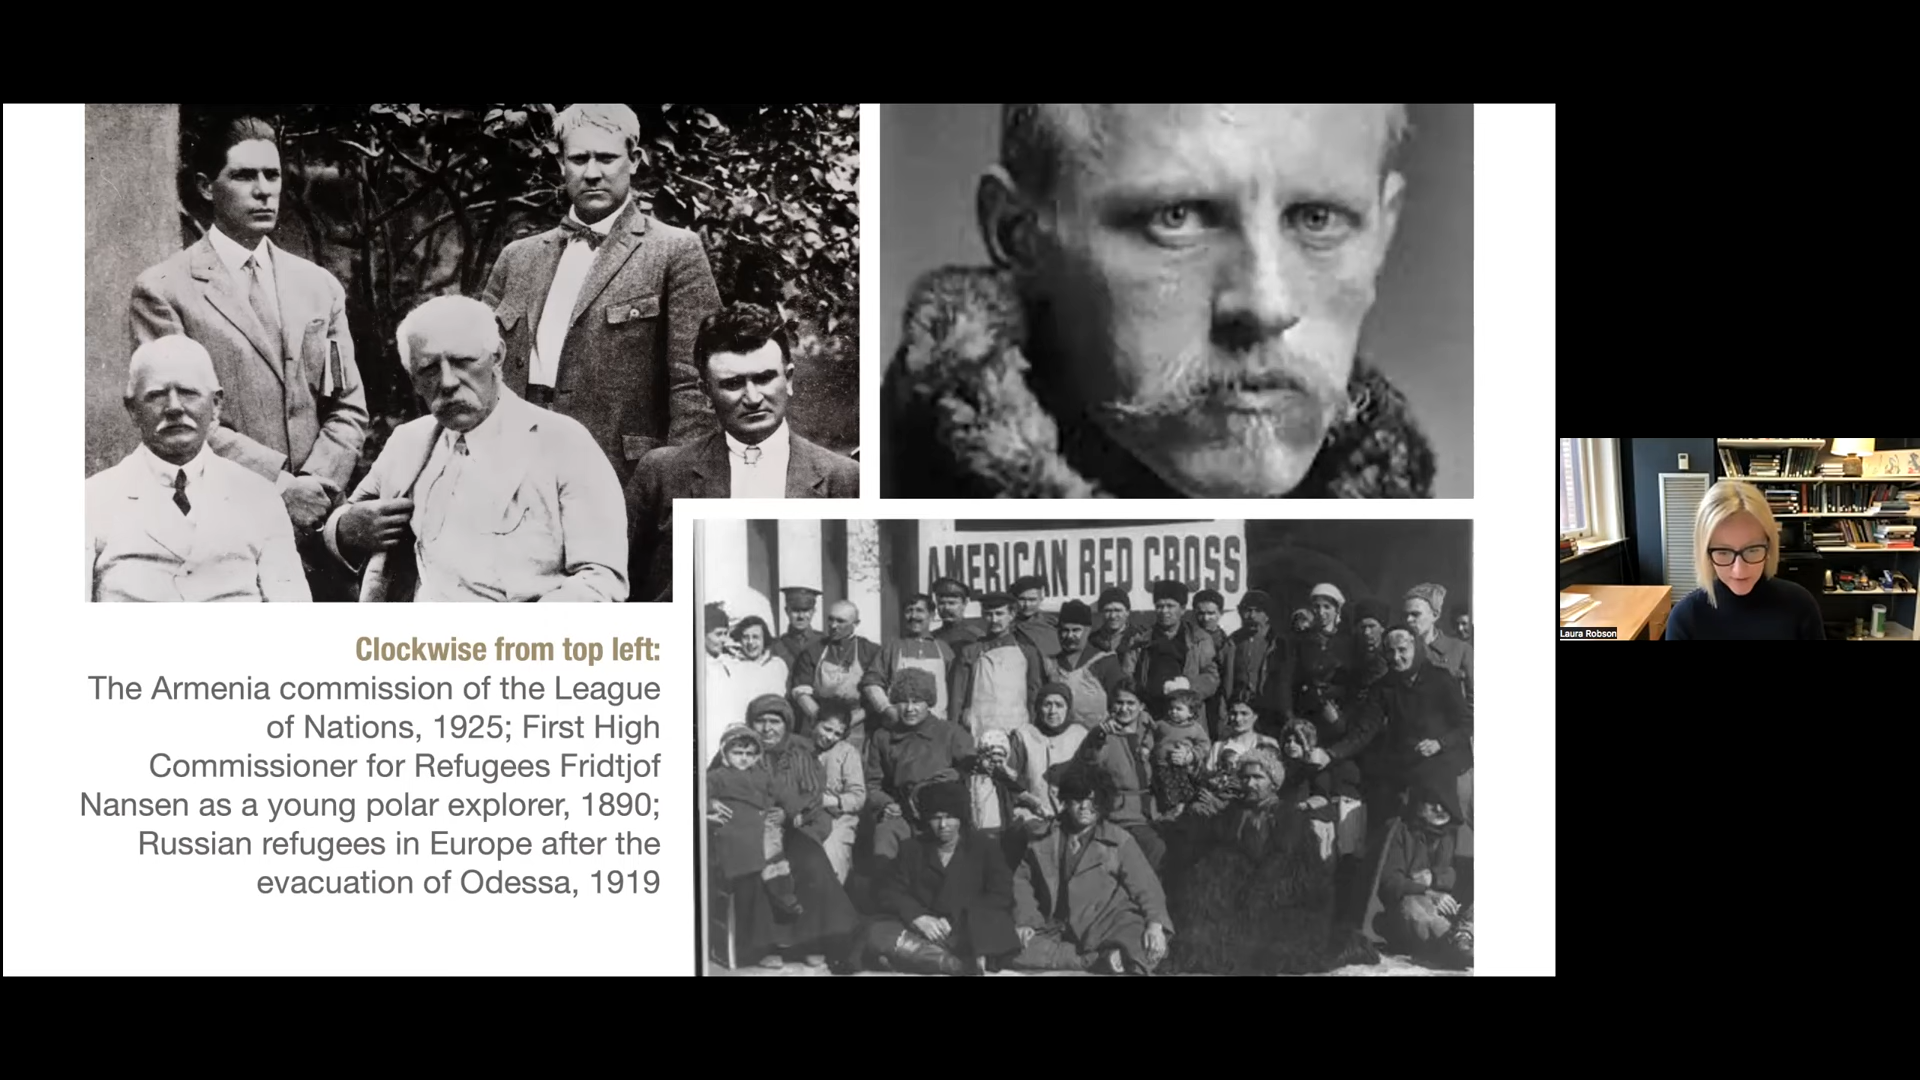 AMERICAN RED CROSS
Clockwise from top left:
The Armenia commission of the League
of Nations, 1925; First High
Commissioner for Refugees Fridtjof
Nansen as a young polar explorer, 1890;
Russian refugees in Europe after the
evacuation of Odessa, 1919
Laura Robson